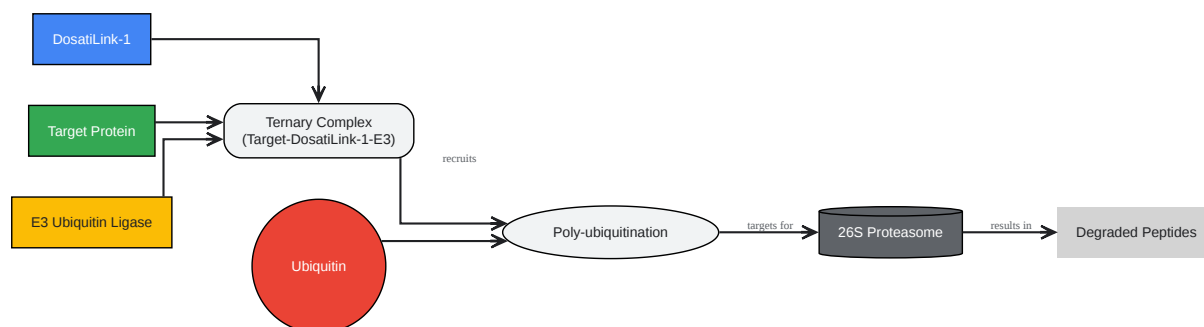 DosatiLink-1
Target Protein
E3 Ubiquitin Ligase
Ternary Complex
(Target-DosatiLink-1-E3)
recruits
Ubiquitin
Poly-ubiquitination
targets for
26S Proteasome
results in
Degraded Peptides